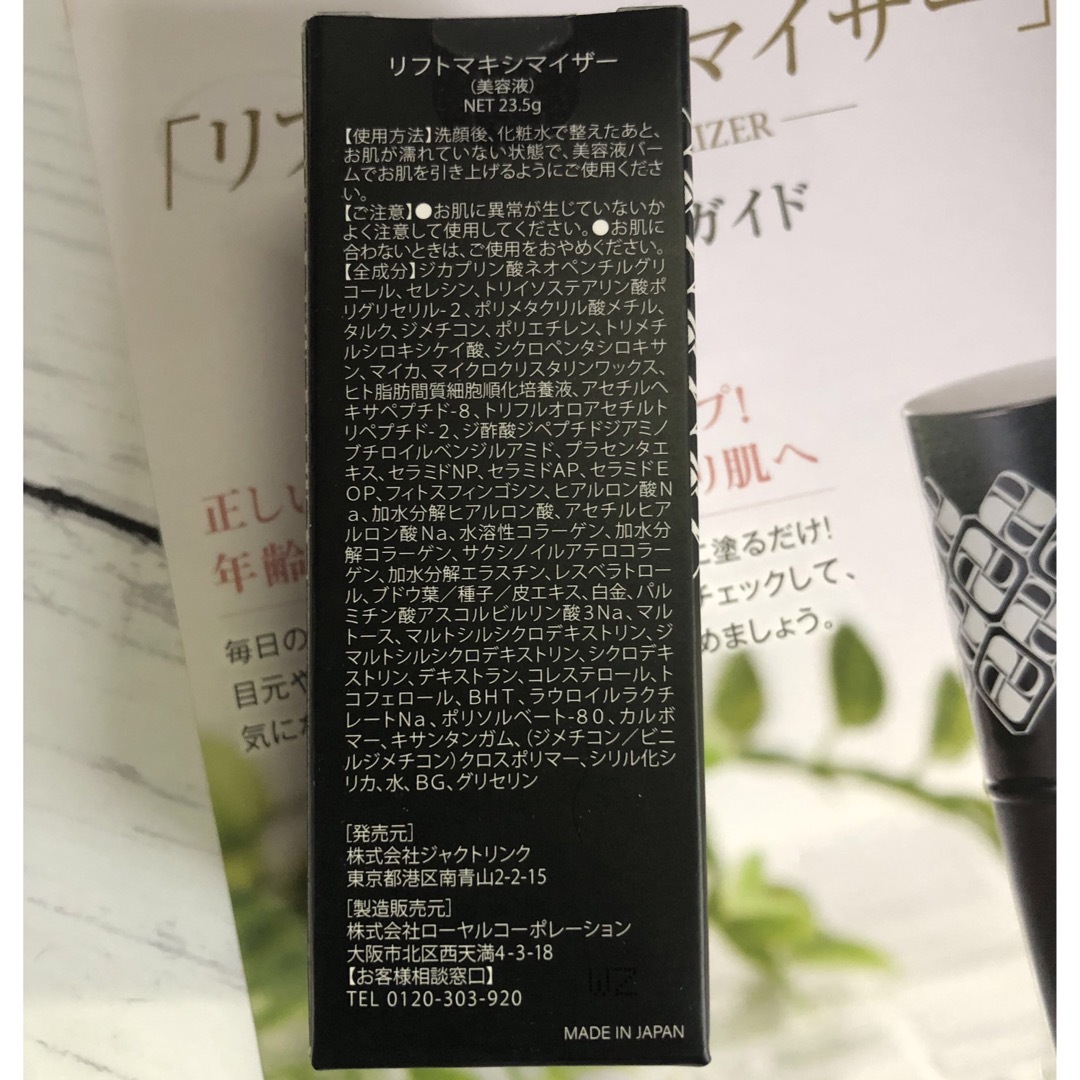 リフトマキシマイザー
(美容液)
NET 23.5g
【使用方法】洗顔後、化粧水で整えたあと、
お肌が濡れていない状態で、美容液バー
ムでお肌を引き上げるようにご使用くださ
い。
【ご注意】●お肌に異常が生じていないか
よく注意して使用してください。●お肌に
合わないときは、ご使用をおやめください。
【全成分】ジカプリン酸ネオペンチルグリ
コール、セレシン、トリイソステアリン酸ポ
リグリセリル-2、ポリメタクリル酸メチル、
タルク、ジメチコン、ポリエチレン、トリメチ
ルシロキシケイ酸、シクロペンタシロキサ
ン、マイカ、マイクロクリスタリンワックス、
ヒト脂肪間質細胞順化培養液、アセチルヘ
キサペプチド-8、トリフルオロアセチルト
リペプチド-2、ジ酢酸ジペプチドジアミノ
ブチロイルベンジルアミド、プラセンタエ
キス、セラミドNP、セラミドAP、セラミドE
OP、フィトスフィンゴシン、ヒアルロン酸N
a、加水分解ヒアルロン酸、アセチルヒア
ルロン酸Na、水溶性コラーゲン、加水分
解コラーゲン、サクシノイルアテロコラー
ゲン、加水分解エラスチン、レスベラトロー
ル、ブドウ葉／種子／皮エキス、白金、パル
ミチン酸アスコルビルリン酸3Na、マル
トース、マルトシルシクロデキストリン、ジ
マルトシルシクロデキストリン、シクロデキ
ストリン、デキストラン、コレステロール、ト
コフェロール、BHT、ラウロイルラクチ
レートNa、ポリソルベート-80、カルボ
マー、キサンタンガム、(ジメチコン／ビニ
ルジメチコン)クロスポリマー、シリル化シ
リカ、水、BG、グリセリン
[発売元]
株式会社ジャクトリンク
東京都港区南青山2-2-15
[製造販売元]
株式会社ローヤルコーポレーション
大阪市北区西天満4-3-18
【お客様相談窓口】
TEL 0120-303-920
MADE IN JAPAN
「リフ
マイザー」
IZER
ガイド
プ!
り肌へ
正しい
年齢
に塗るだけ!
チェックして、
めましょう。
毎日の
目元や
気に